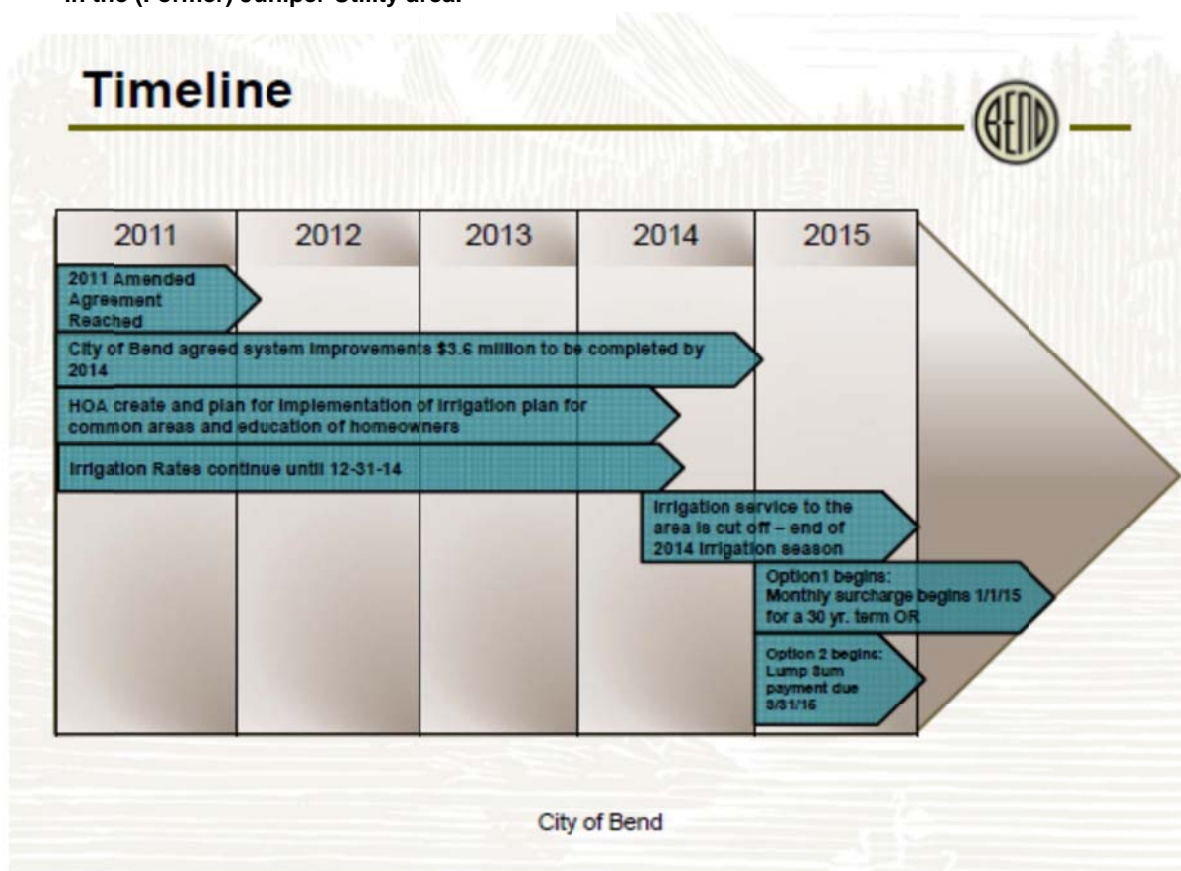 in the (Former) Juniper Utility area.
Timeline
BEND
2011
2012
2013
2014
2015
2011 Amended
Agreement
Reached
City of Bend agreed system improvements $3.6 million to be completed by
2014
HOA create and plan for implementation of irrigation plan for
common areas and education of homeowners
Irrigation Rates continue until 12-31-14
Irrigation service to the
area is cut off – end of
2014 irrigation season
Option1 begins:
Monthly surcharge begins 1/1/15
for a 30 yr. term OR
Option 2 begins:
Lump Sum
payment due
City of Bend